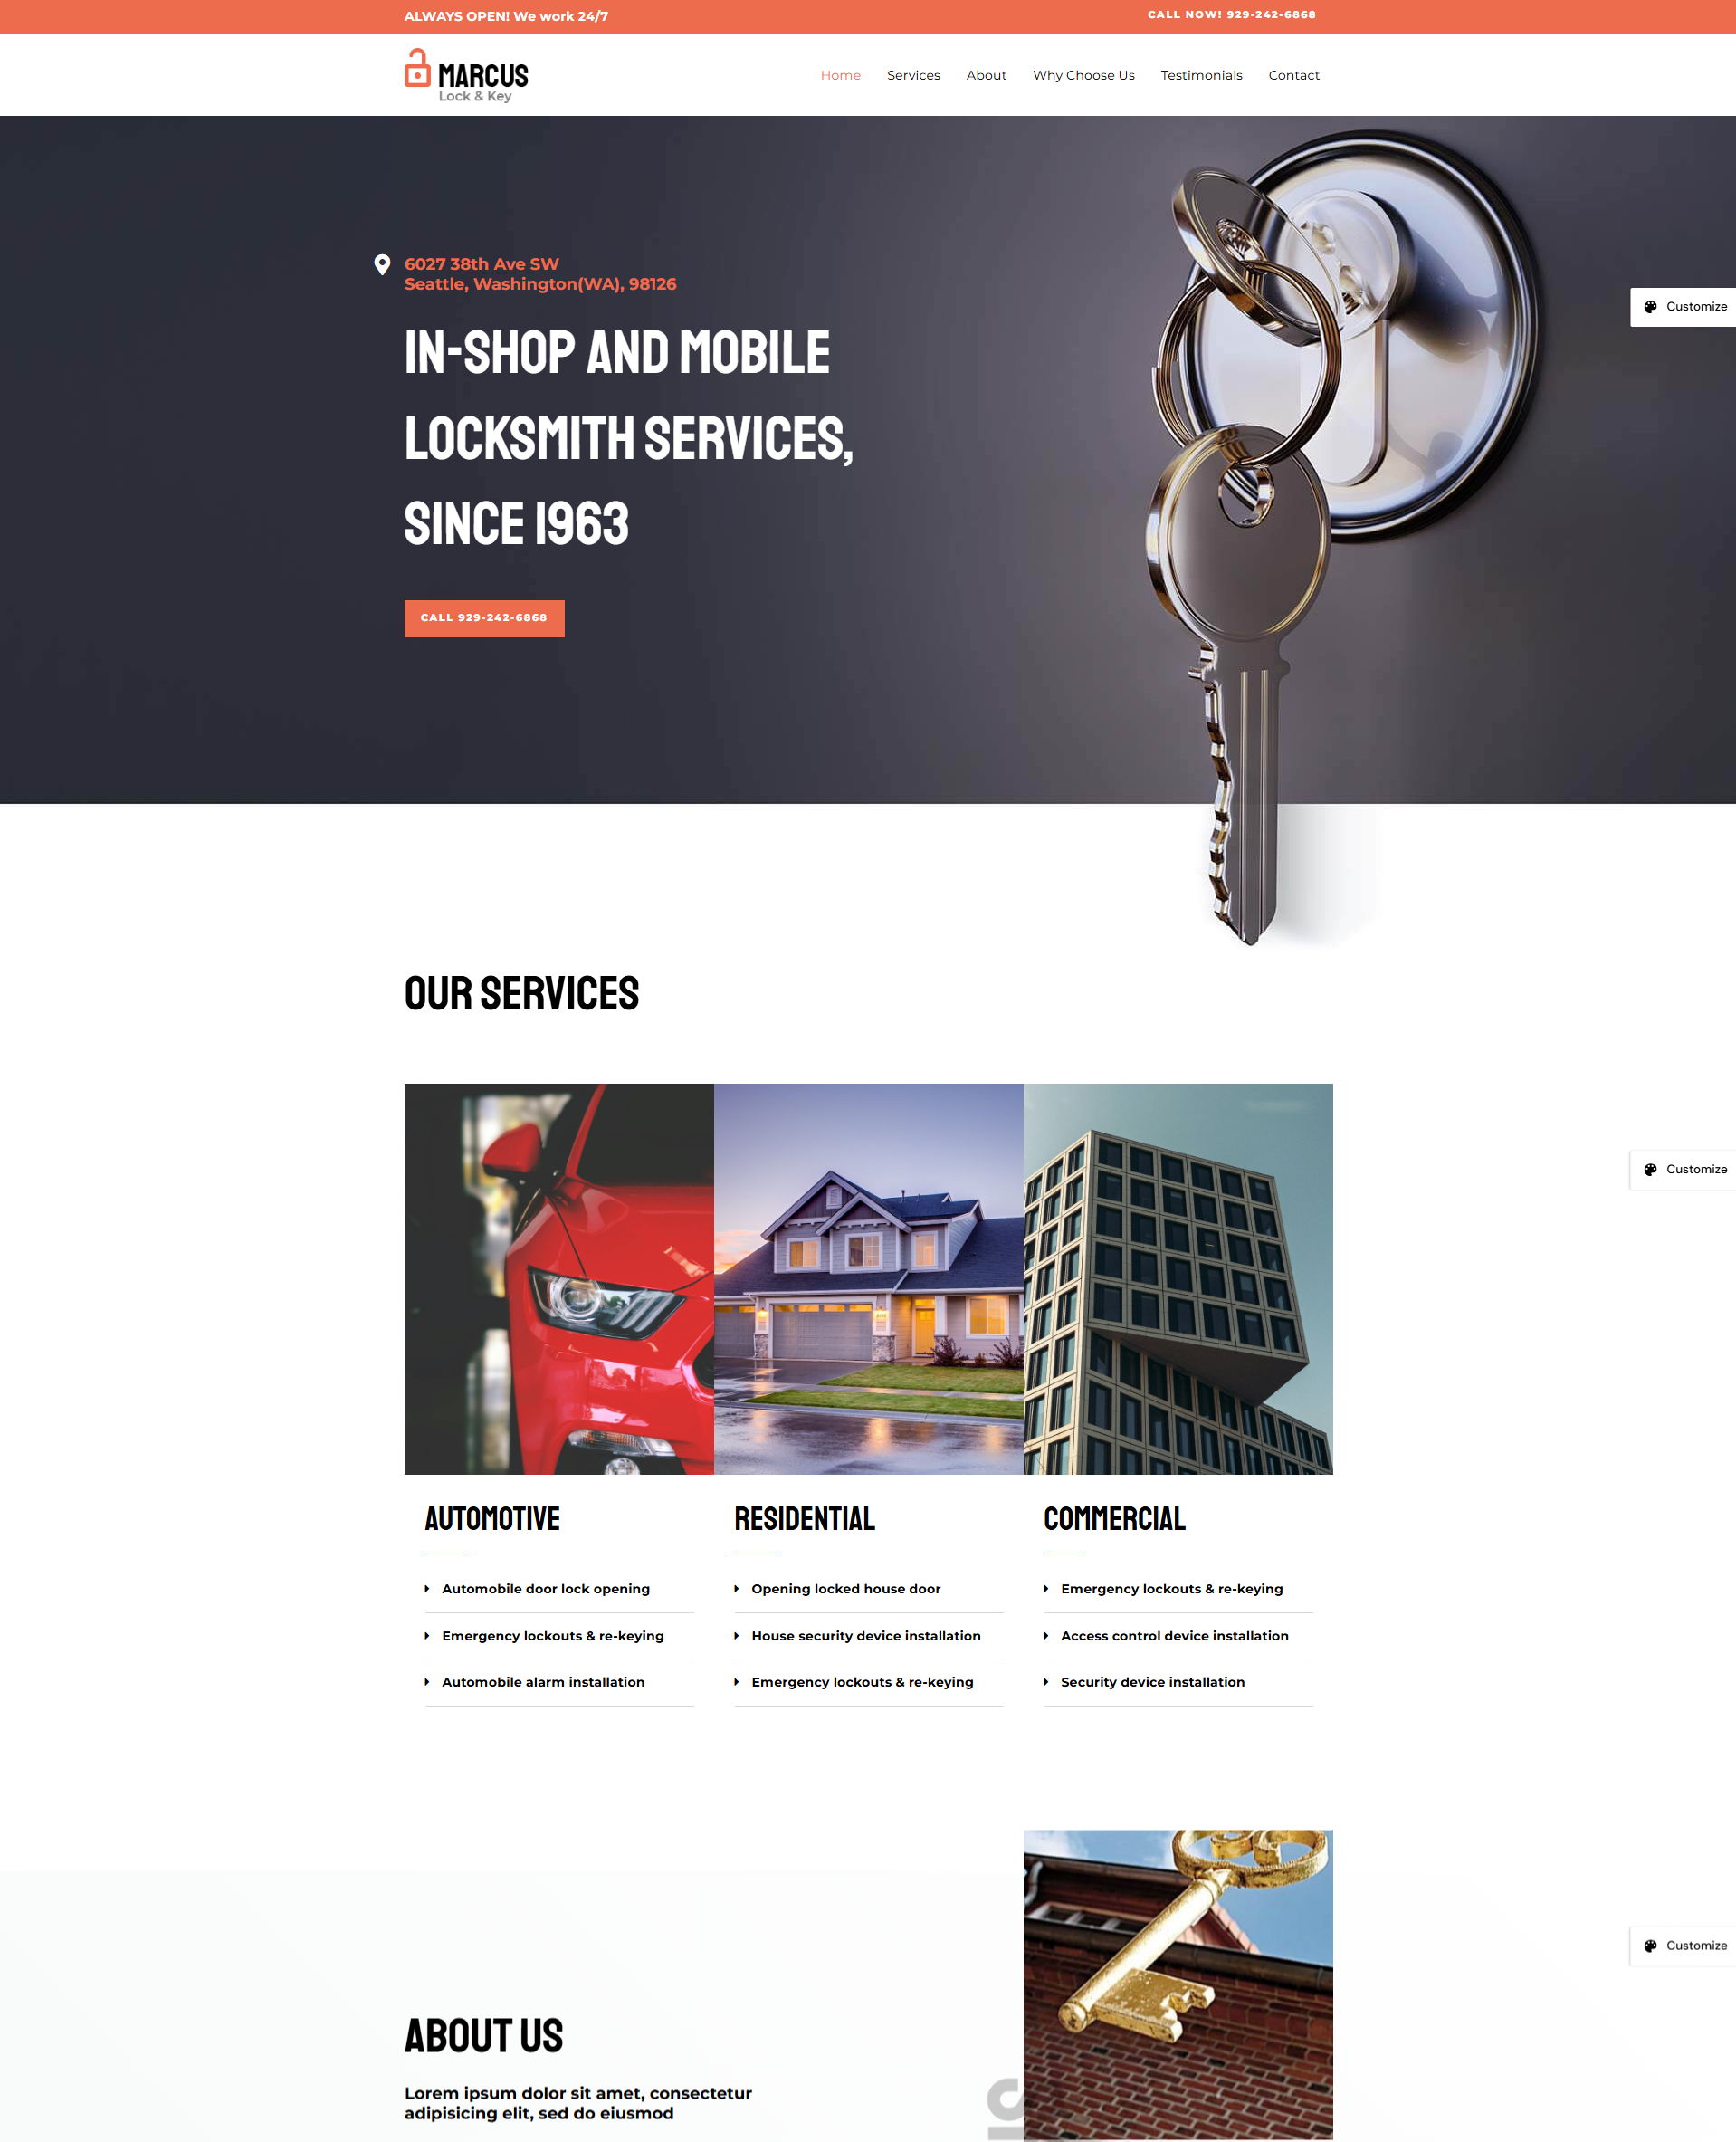 ALWAYS OPEN! We work 24/7
CALL NOW! 929-242-6868
MARCUS
Lock & Key
Home
Services
About
Why Choose Us
Testimonials
Contact
6027 38th Ave SW
Seattle, Washington(WA), 98126
IN-SHOP AND MOBILE
LOCKSMITH SERVICES,
SINCE 1963
CALL 929-242-6868
Customize
OUR SERVICES
Customize
AUTOMOTIVE
Automobile door lock opening
Emergency lockouts & re-keying
Automobile alarm installation
RESIDENTIAL
Opening locked house door
House security device installation
Emergency lockouts & re-keying
COMMERCIAL
Emergency lockouts & re-keying
Access control device installation
Security device installation
Customize
ABOUT US
Lorem ipsum dolor sit amet, consectetur
adipisicing elit, sed do eiusmod